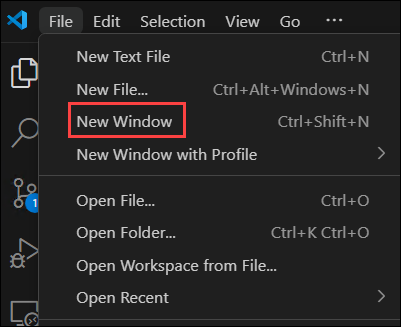 File Edit Selection View Go ...
New Text File Ctrl+N
New File... Ctrl+Alt+Windows+N
New Window Ctrl+Shift+N
New Window with Profile
Open File... Ctrl+O
Open Folder... Ctrl+K Ctrl+O
Open Workspace from File...
1
Open Recent